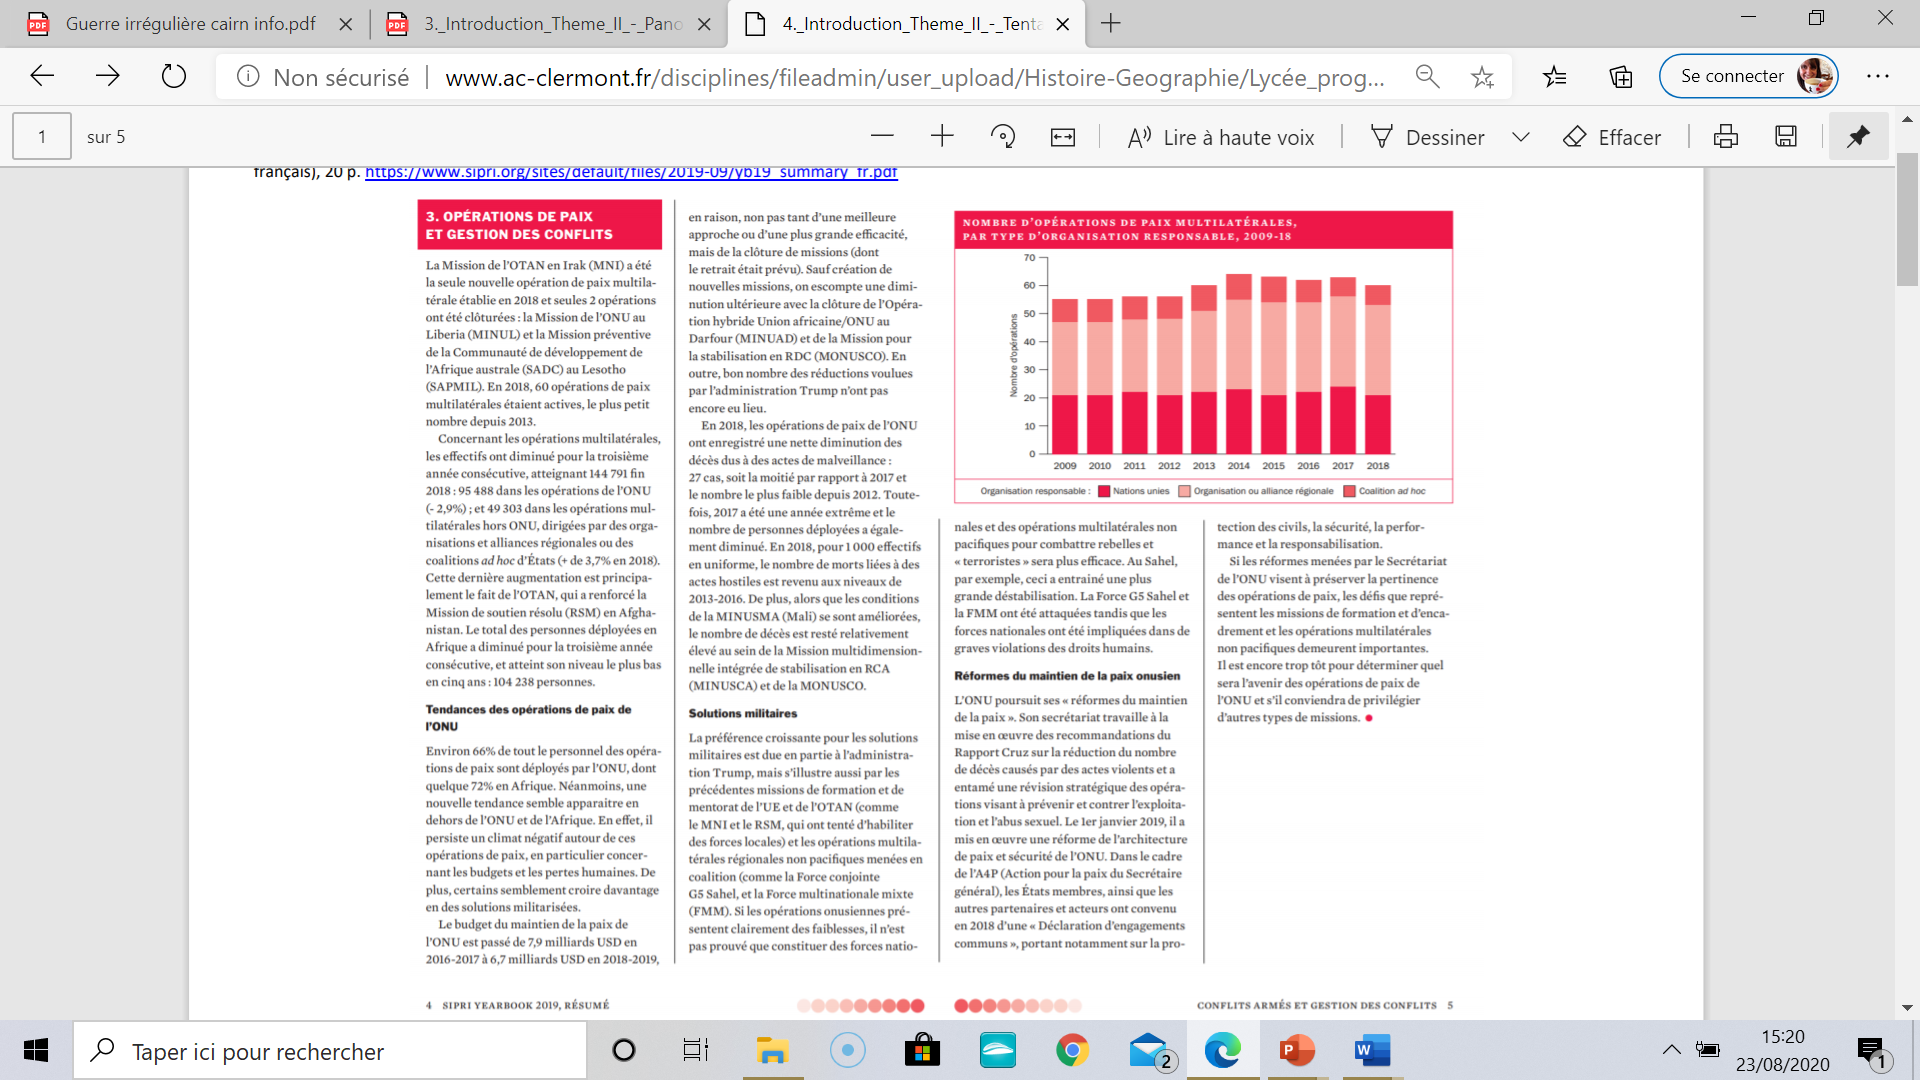 Guerre irrégulière cairn info.pdf
3._Introduction_Theme_II_-_Pano
4._Introduction_Theme_II_-_Tenta
Non sécurisé
www.ac-clermont.fr/disciplines/fileadmin/user_upload/Histoire-Geographie/Lycée_prog...
Se connecter
1
sur 5
Lire à haute voix
Dessiner
Effacer
français), 20 p. https://www.sipri.org/sites/default/files/2019-09/yb19_summary_fr.pdf
3. OPÉRATIONS DE PAIX
ET GESTION DES CONFLITS
La Mission de l'OTAN en Irak (MNI) a été
la seule nouvelle opération de paix multila-
térale établie en 2018 et seules 2 opérations
ont été clôturées : la Mission de l'ONU au
Liberia (MINUL) et la Mission préventive
de la Communauté de développement de
l'Afrique australe (SADC) au Lesotho
(SAPMIL). En 2018, 60 opérations de paix
multilatérales étaient actives, le plus petit
nombre depuis 2013.
Concernant les opérations multilatérales,
les effectifs ont diminué pour la troisième
année consécutive, atteignant 144 791 fin
2018 : 95 488 dans les opérations de l'ONU
(- 2,9%) ; et 49 303 dans les opérations mul-
tilatérales hors ONU, dirigées par des orga-
nisations et alliances régionales ou des
coalitions ad hoc d'États (+ de 3,7% en 2018).
Cette dernière augmentation est principa-
lement le fait de l'OTAN, qui a renforcé la
Mission de soutien résolu (RSM) en Afgha-
nistan. Le total des personnes déployées en
Afrique a diminué pour la troisième année
consécutive, et atteint son niveau le plus bas
en cinq ans : 104 238 personnes.
Tendances des opérations de paix de
l'ONU
Environ 66% de tout le personnel des opéra-
tions de paix sont déployés par l'ONU, dont
quelque 72% en Afrique. Néanmoins, une
nouvelle tendance semble apparaitre en
dehors de l'ONU et de l'Afrique. En effet, il
persiste un climat négatif autour de ces
opérations de paix, en particulier concer-
nant les budgets et les pertes humaines. De
plus, certains semblent croire davantage
en des solutions militarisées.
Le budget du maintien de la paix de
l'ONU est passé de 7,9 milliards USD en
2016-2017 à 6,7 milliards USD en 2018-2019,
en raison, non pas tant d'une meilleure
approche ou d'une plus grande efficacité,
mais de la clôture de missions (dont
le retrait était prévu). Sauf création de
nouvelles missions, on escompte une dimi-
nution ultérieure avec la clôture de l'Opéra-
tion hybride Union africaine/ONU au
Darfour (MINUAD) et de la Mission pour
la stabilisation en RDC (MONUSCO). En
outre, bon nombre des réductions voulues
par l'administration Trump n'ont pas
encore eu lieu.
En 2018, les opérations de paix de l'ONU
ont enregistré une nette diminution des
décès dus à des actes de malveillance :
27 cas, soit la moitié par rapport à 2017 et
le nombre le plus faible depuis 2012. Toute-
fois, 2017 a été une année extrême et le
nombre de personnes déployées a égale-
ment diminué. En 2018, pour 1 000 effectifs
en uniforme, le nombre de morts liées à des
actes hostiles est revenu aux niveaux de
2013-2016. De plus, alors que les conditions
de la MINUSMA (Mali) se sont améliorées,
le nombre de décès est resté relativement
élevé au sein de la Mission multidimension-
nelle intégrée de stabilisation en RCA
(MINUSCA) et de la MONUSCO.
Solutions militaires
La préférence croissante pour les solutions
militaires est due en partie à l'administra-
tion Trump, mais s'illustre aussi par les
précédentes missions de formation et de
mentorat de l'UE et de l'OTAN (comme
le MNI et le RSM, qui ont tenté d'habiliter
des forces locales) et les opérations multila-
térales régionales non pacifiques menées en
coalition (comme la Force conjointe
G5 Sahel, et la Force multinationale mixte
(FMM). Si les opérations onusiennes pré-
sentent clairement des faiblesses, il n'est
pas prouvé que constituer des forces natio-
NOMBRE D'OPÉRATIONS DE PAIX MULTILATÉRALES,
PAR TYPE D'ORGANISATION RESPONSABLE, 2009-18
Nombre d'opérations
70
60
50
40
30
20
10
0
2009 2010 2011 2012 2013 2014 2015 2016 2017 2018
Organisation responsable : Nations unies Organisation ou alliance régionale Coalition ad hoc
nales et des opérations multilatérales non
pacifiques pour combattre rebelles et
« terroristes » sera plus efficace. Au Sahel,
par exemple, ceci a entrainé une plus
grande déstabilisation. La Force G5 Sahel et
la FMM ont été attaquées tandis que les
forces nationales ont été impliquées dans de
graves violations des droits humains.
Réformes du maintien de la paix onusien
L'ONU poursuit ses « réformes du maintien
de la paix ». Son secrétariat travaille à la
mise en œuvre des recommandations du
Rapport Cruz sur la réduction du nombre
de décès causés par des actes violents et a
entamé une révision stratégique des opéra-
tions visant à prévenir et contrer l'exploita-
tion et l'abus sexuel. Le 1er janvier 2019, il a
mis en œuvre une réforme de l'architecture
de paix et sécurité de l'ONU. Dans le cadre
de l'A4P (Action pour la paix du Secrétaire
général), les États membres, ainsi que les
autres partenaires et acteurs ont convenu
en 2018 d'une « Déclaration d'engagements
communs », portant notamment sur la pro-
tection des civils, la sécurité, la perfor-
mance et la responsabilisation.
Si les réformes menées par le Secrétariat
de l'ONU visent à préserver la pertinence
des opérations de paix, les défis que repré-
sentent les missions de formation et d'enca-
drement et les opérations multilatérales
non pacifiques demeurent importantes.
Il est encore trop tôt pour déterminer quel
sera l'avenir des opérations de paix de
l'ONU et s'il conviendra de privilégier
d'autres types de missions.
4 SIPRI YEARBOOK 2019, RÉSUMÉ
CONFLITS ARMÉS ET GESTION DES CONFLITS 5
Taper ici pour rechercher
2
15:20
23/08/2020
1